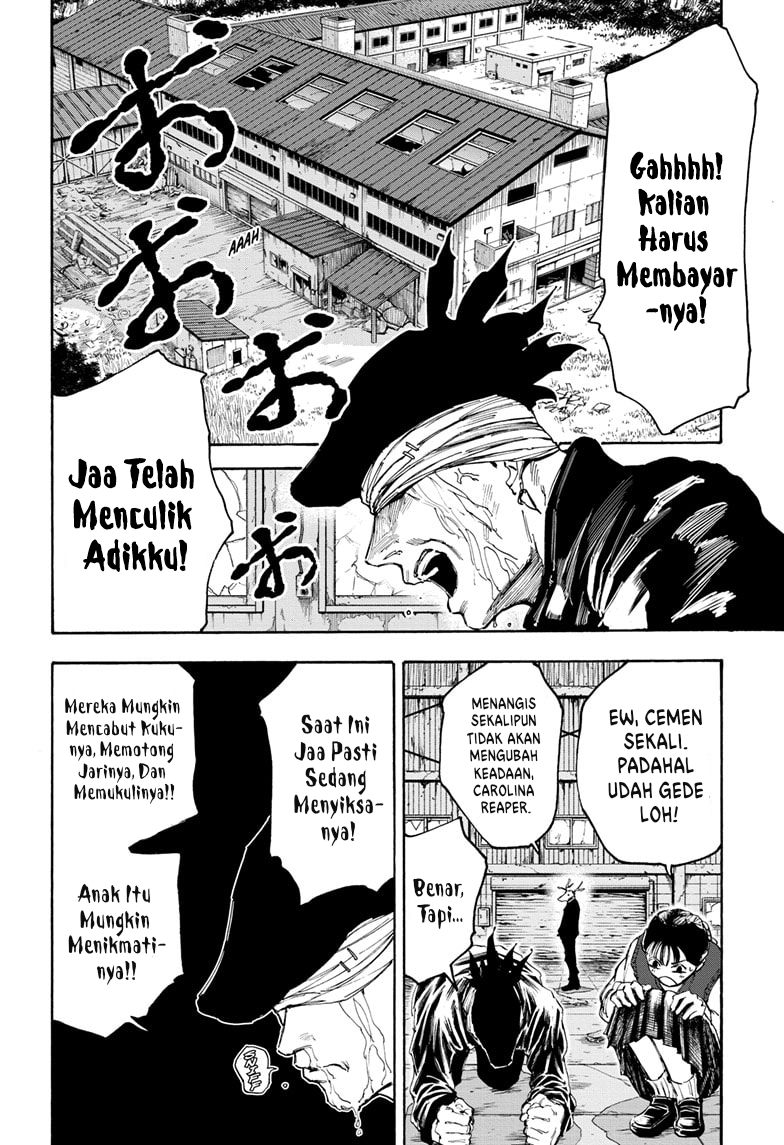 Gahhhh!
Kalian
Harus
Membayar
-nya!
お
お
お
お
AAAH
Jaa Telah
Menculik
Adikku!
EW, CEMEN
SEKALI.
PADAHAL
UDAH GEDE
LOH!
MENANGIS
SEKALIPUN
TIDAK AKAN
MENGUBAH
KEADAAN,
CAROLINA
REAPER.
Benar,
Tapi...
Saat Ini
Jaa Pasti
Sedang
Menyiksa-
nya!
Mereka Mungkin
Mencabut Kuku-
nya, Memotong
Jarinya, Dan
Memukulinya!!
Anak Itu
Mungkin
Menikmati-
nya!!